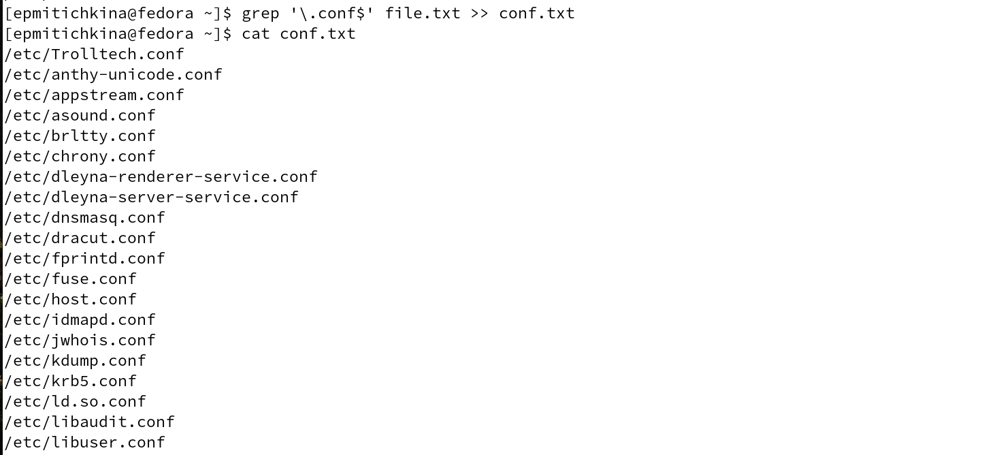 [epmitichkina@fedora ~]$ grep '\.conf$' file.txt >> conf.txt
[epmitichkina@fedora ~]$ cat conf.txt
/etc/Trolltech.conf
/etc/anthy-unicode.conf
/etc/appstream.conf
/etc/asound.conf
/etc/brltty.conf
/etc/chrony.conf
/etc/dleyna-renderer-service.conf
/etc/dleyna-server-service.conf
/etc/dnsmasq.conf
/etc/dracut.conf
/etc/fprintd.conf
/etc/fuse.conf
/etc/host.conf
/etc/idmapd.conf
/etc/jwhois.conf
/etc/kdump.conf
/etc/krb5.conf
/etc/ld.so.conf
/etc/libaudit.conf
/etc/libuser.conf